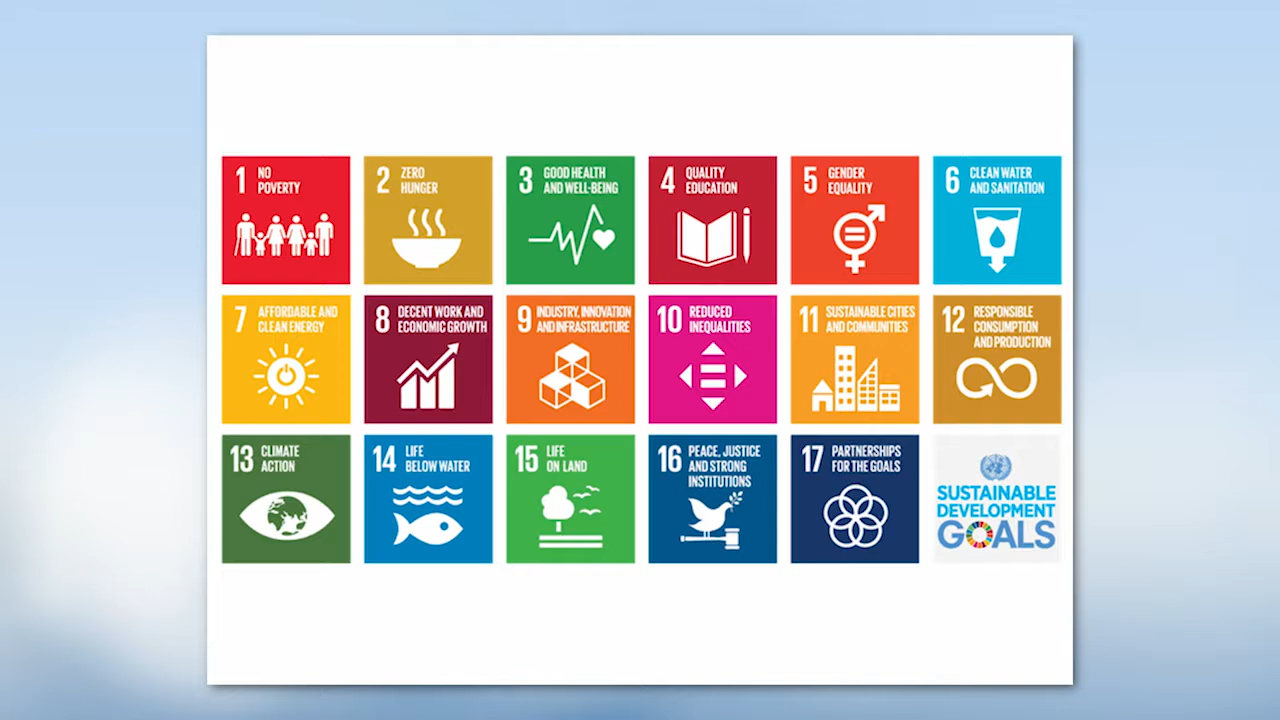 1 NO
POVERTY
2 ZERO
HUNGER
3 GOOD HEALTH
AND WELL-BEING
4 QUALITY
EDUCATION
5 GENDER
EQUALITY
6 CLEAN WATER
AND SANITATION
7 AFFORDABLE AND
CLEAN ENERGY
8 DECENT WORK AND
ECONOMIC GROWTH
9 INDUSTRY, INNOVATION
AND INFRASTRUCTURE
10 REDUCED
INEQUALITIES
11 SUSTAINABLE CITIES
AND COMMUNITIES
12 RESPONSIBLE
CONSUMPTION
AND PRODUCTION
13 CLIMATE
ACTION
14 LIFE
BELOW WATER
15 LIFE
ON LAND
16 PEACE, JUSTICE
AND STRONG
INSTITUTIONS
17 PARTNERSHIPS
FOR THE GOALS
SUSTAINABLE
DEVELOPMENT
GOALS